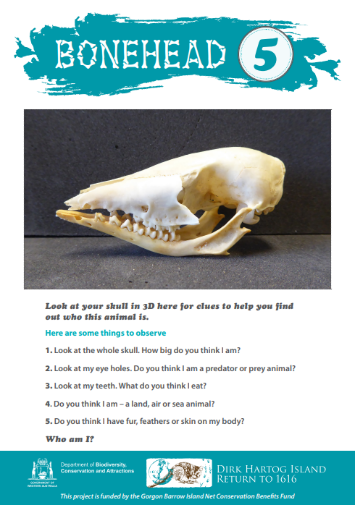 BONEHEAD 5
Look at your skull in 3D here for clues to help you find
out who this animal is.
Here are some things to observe
1. Look at the whole skull. How big do you think I am?
2. Look at my eye holes. Do you think I am a predator or prey animal?
3. Look at my teeth. What do you think I eat?
4. Do you think I am – a land, air or sea animal?
5. Do you think I have fur, feathers or skin on my body?
Who am I?
Department of Biodiversity,
Conservation and Attractions
GOVERNMENT OF
WESTERN AUSTRALIA
Dirk Hartog Island
Return to 1616
This project is funded by the Gorgon Barrow Island Net Conservation Benefits Fund